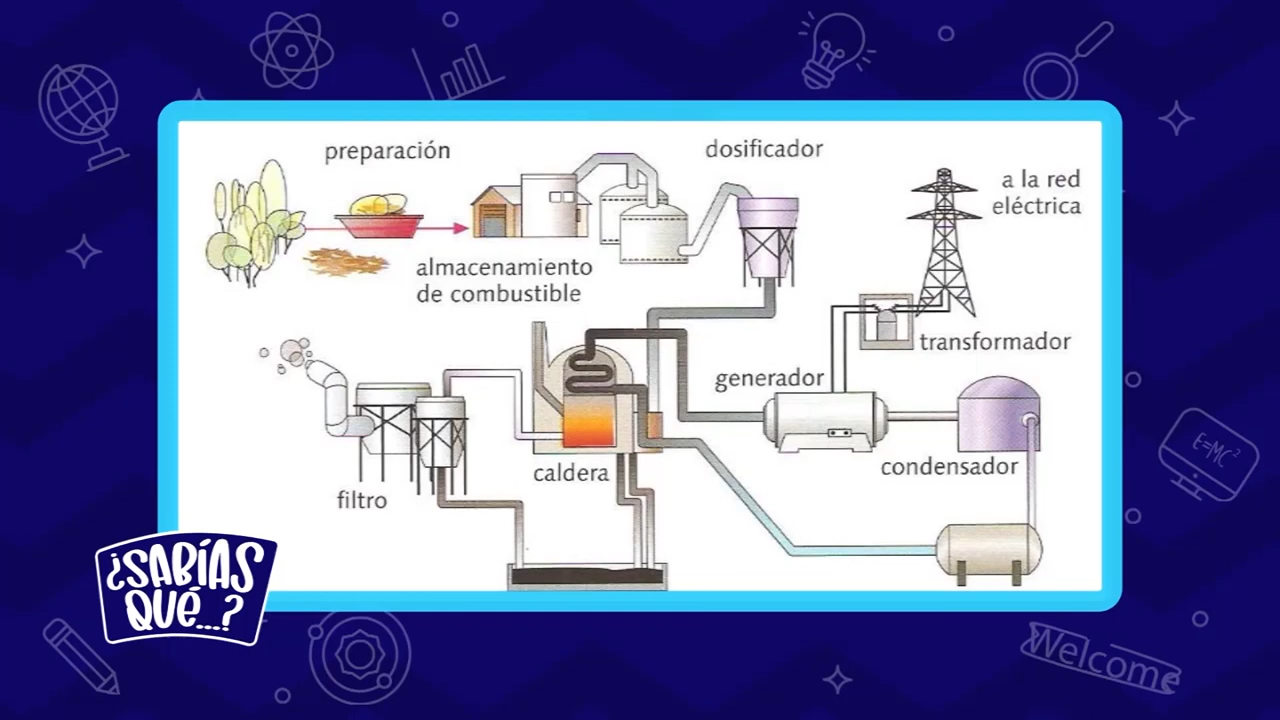 preparación
dosificador
a la red
eléctrica
almacenamiento
de combustible
transformador
generador
condensador
caldera
filtro
E=MC²
¿SABÍAS
QUÉ...?
Welcome